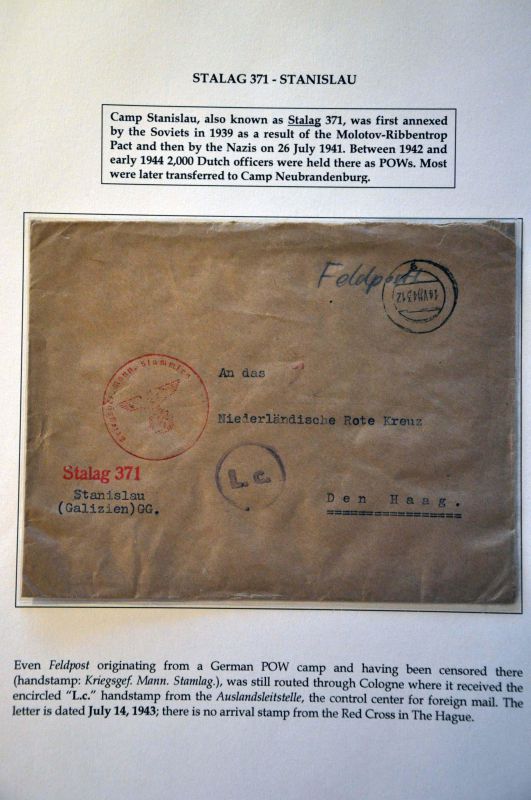 STALAG 371 - STANISLAU
Camp Stanislau, also known as Stalag 371, was first annexed
by the Soviets in 1939 as a result of the Molotov-Ribbentrop
Pact and then by the Nazis on 26 July 1941. Between 1942 and
early 1944 2,000 Dutch officers were held there as POWs. Most
were later transferred to Camp Neubrandenburg.
Feldpost
An das
Niederländische Rote Kreuz
L.c.
Stalag 371
Stanislau
(Galizien)GG.
Den Haag.
Even Feldpost originating from a German POW camp and having been censored there
(handstamp: Kriegsgef. Mann. Stamlag.), was still routed through Cologne where it received the
encircled "L.c." handstamp from the Auslandsleitstelle, the control center for foreign mail. The
letter is dated July 14, 1943; there is no arrival stamp from the Red Cross in The Hague.